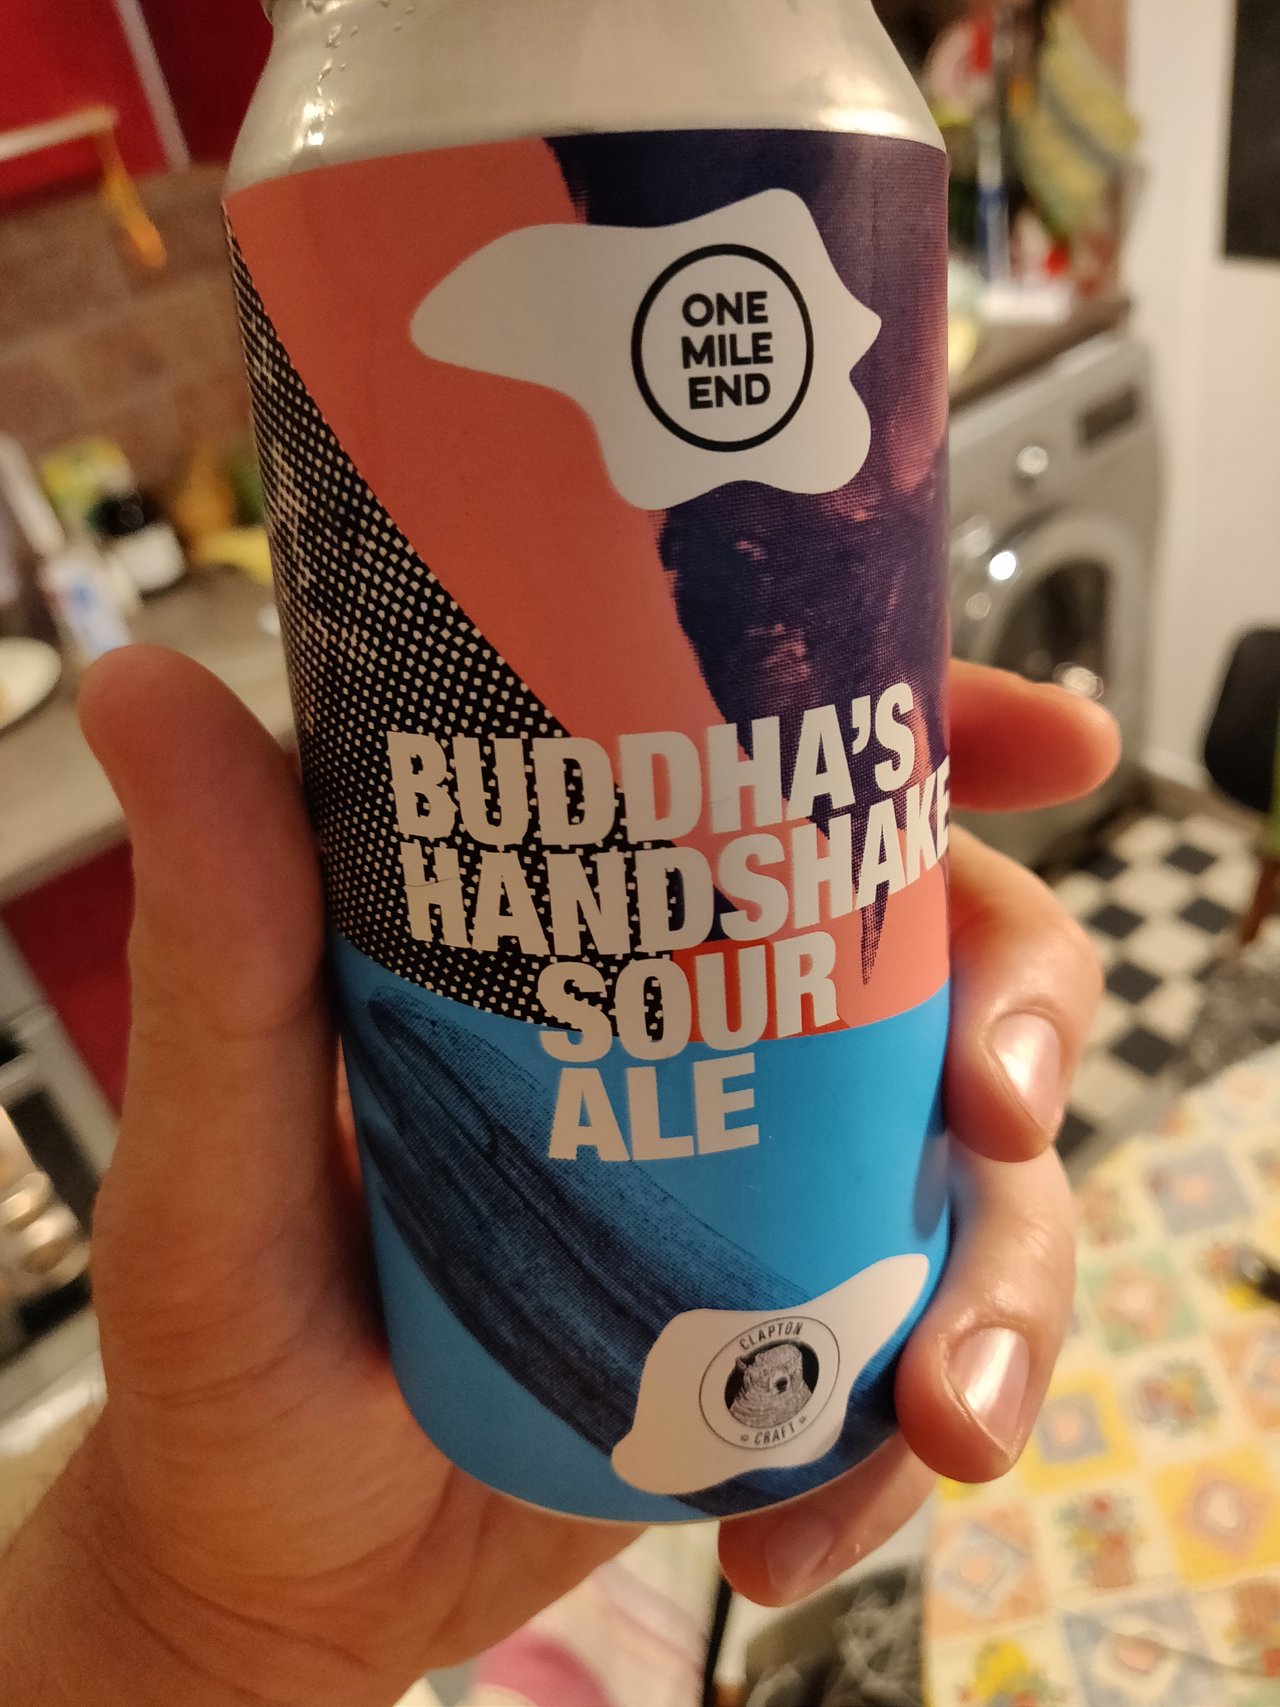 ONE
MILE
END
BUDDHA'S
HANDSHAKE
SOUR
ALE
CLAPTON
CRAFT